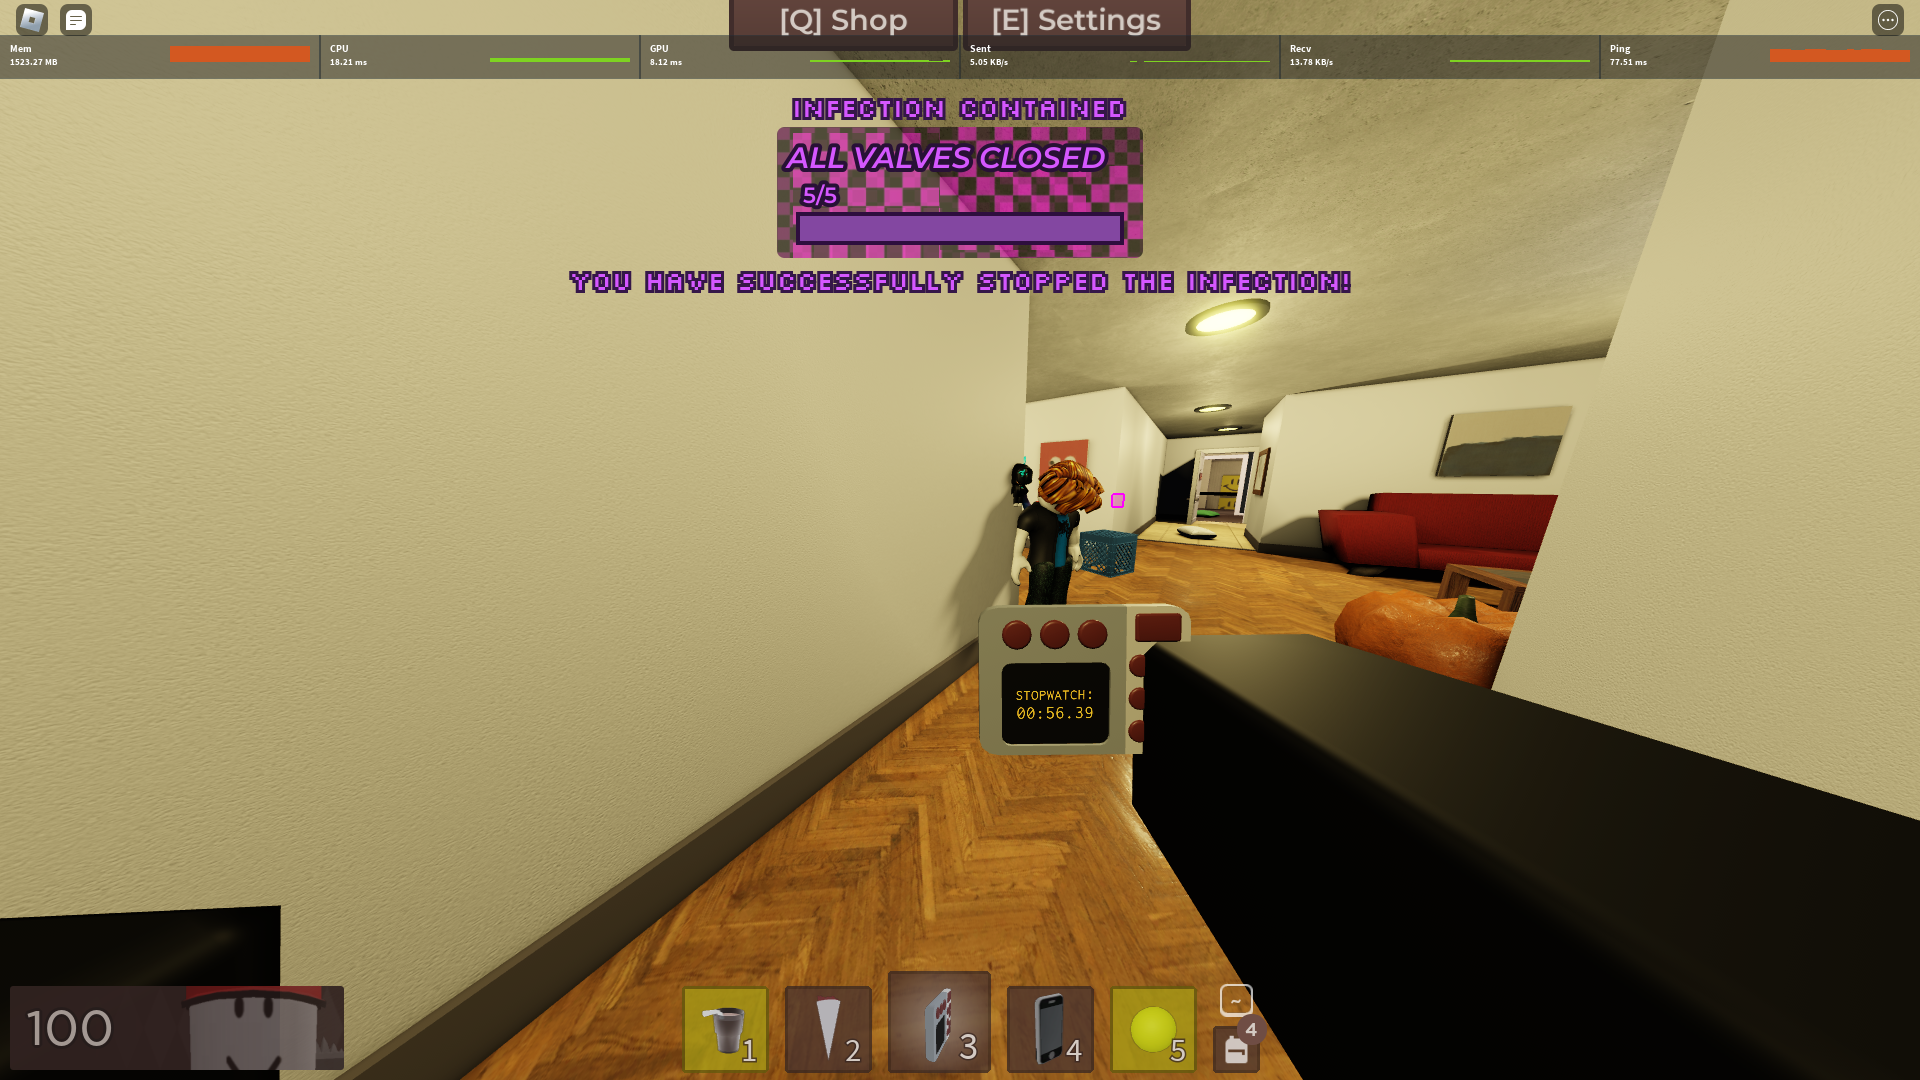 [Q] Shop
[E] Settings
Mem
1523.27 MB
CPU
18.21 ms
GPU
8.12 ms
Sent
5.05 KB/s
Recv
13.78 KB/s
Ping
77.51 ms
INFECTION CONTAINED
ALL VALVES CLOSED
5/5
YOU HAVE SUCCESSFULLY STOPPED THE INFECTION!
STOPWATCH:
00:56.39
100
1
2
3
4
5
~
4